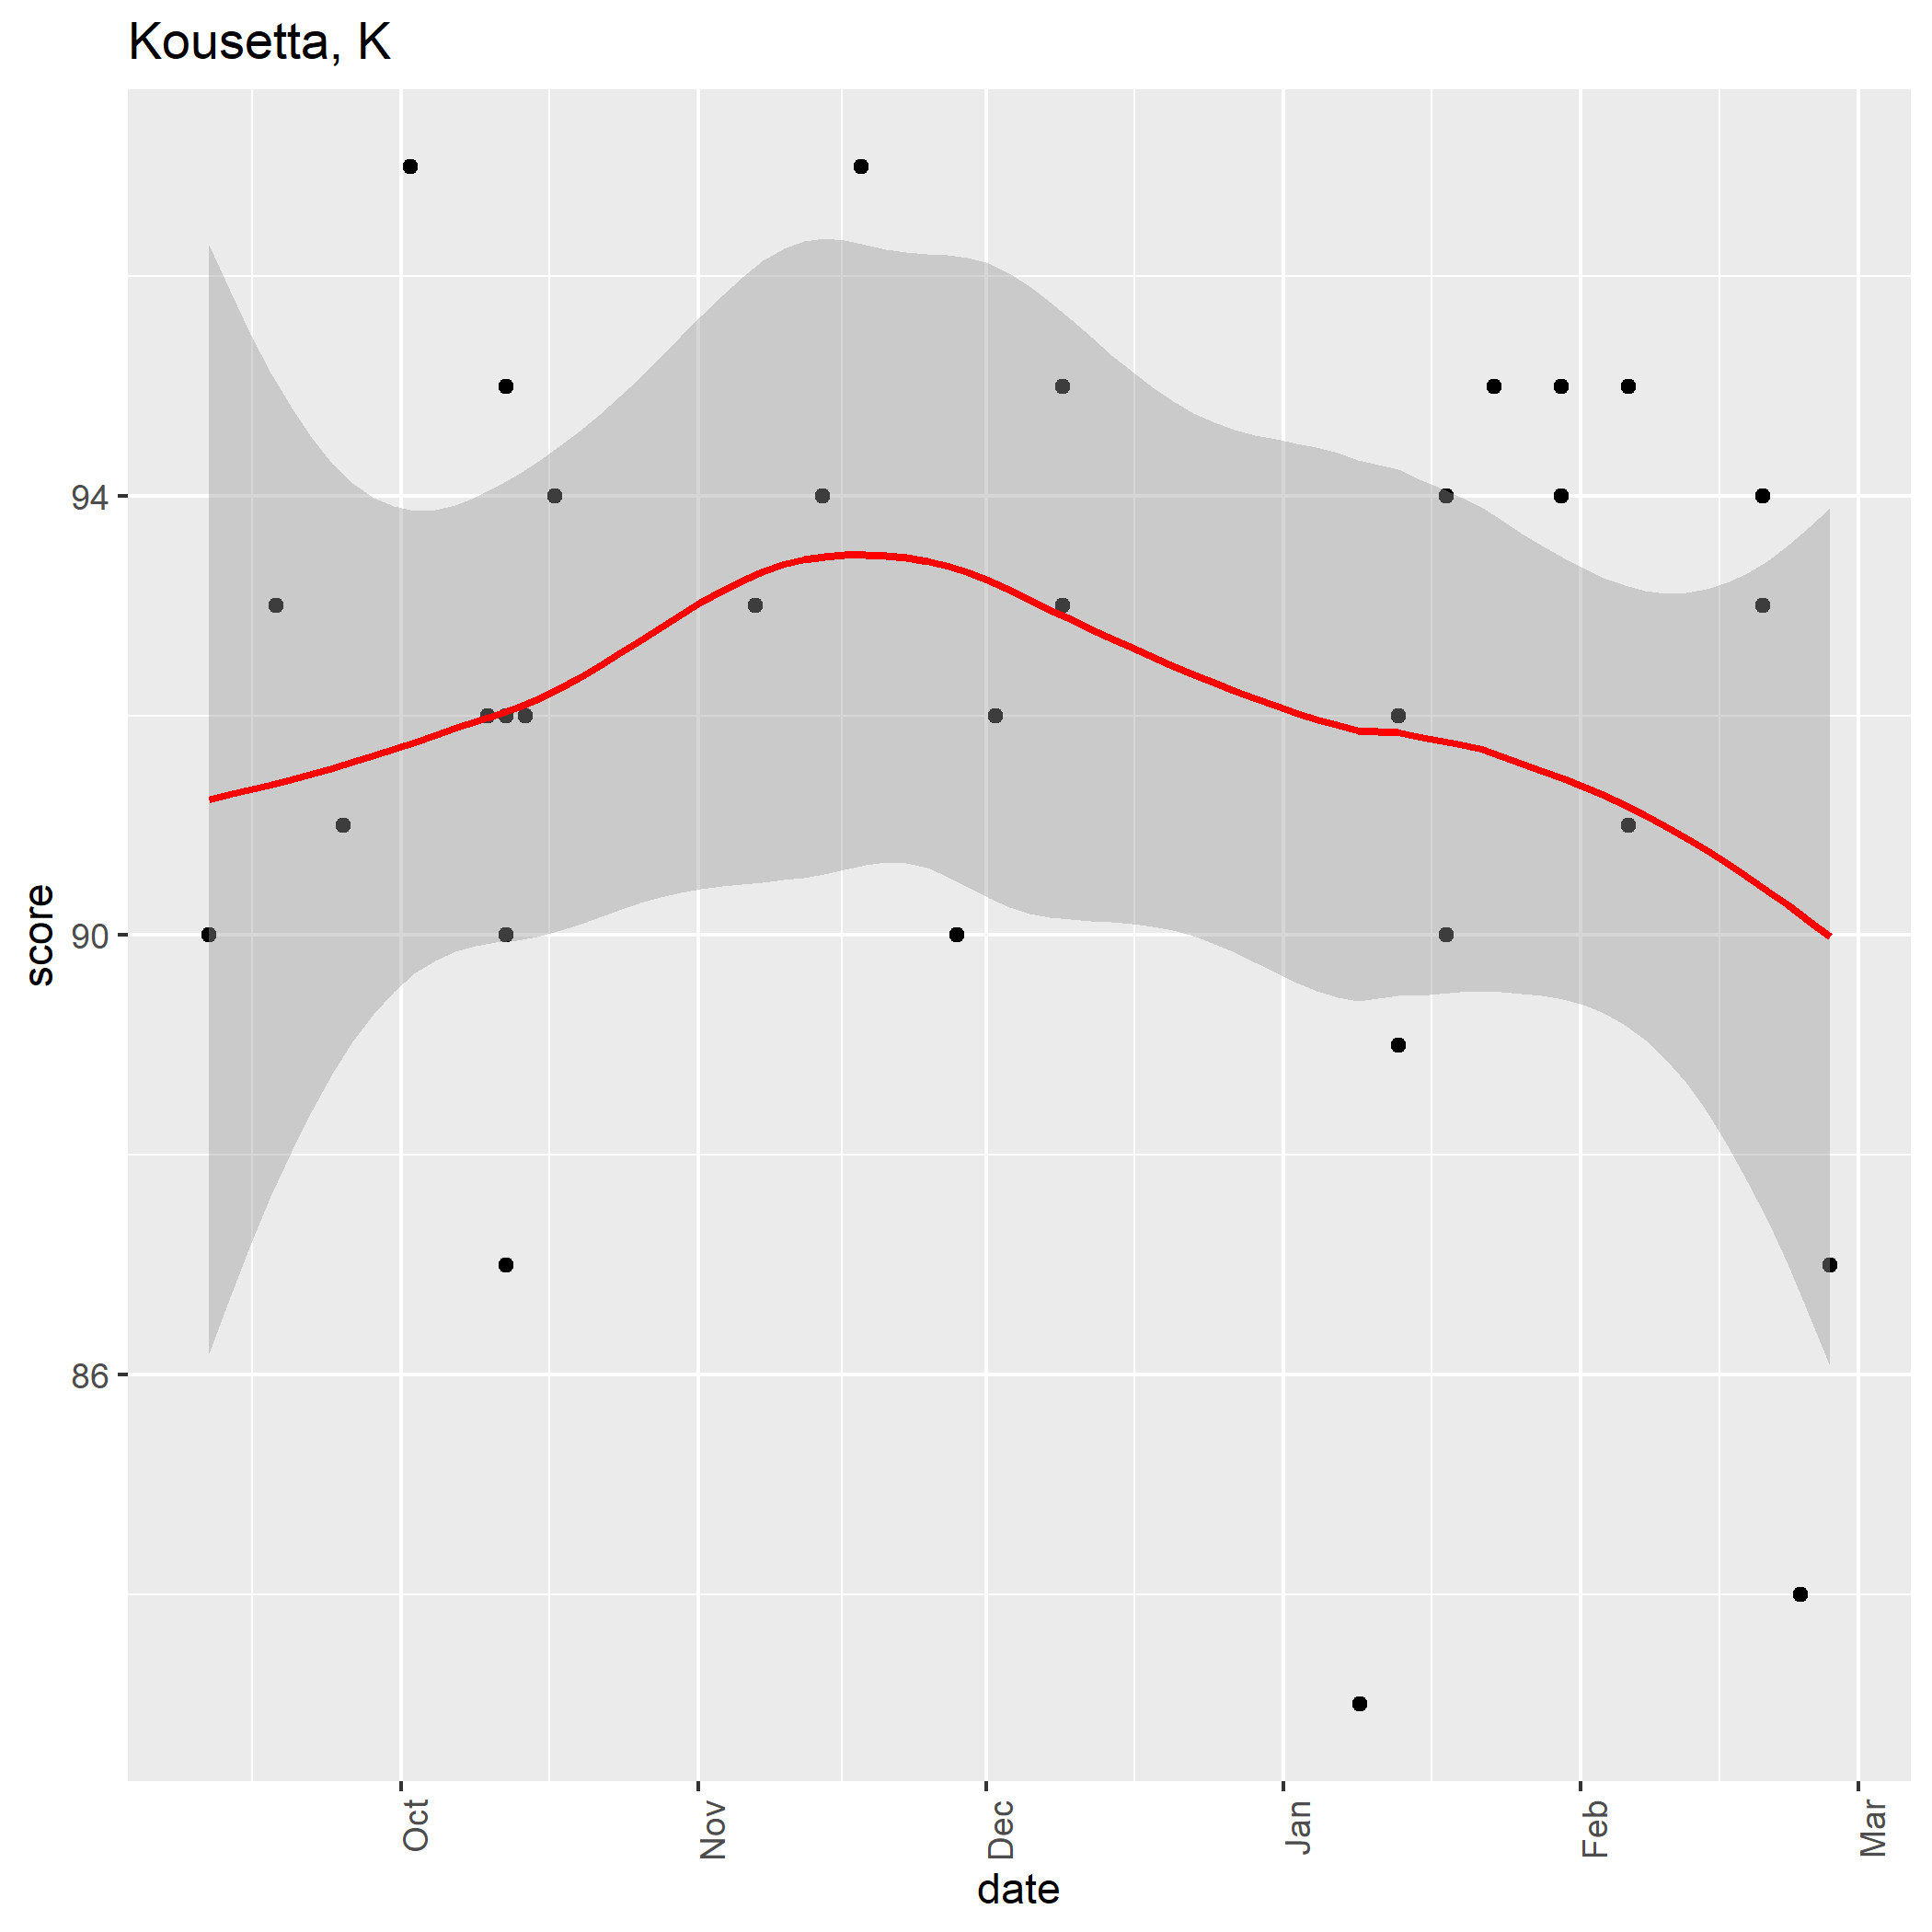 Kousetta, K
94
90
86
score
Oct
Nov
Dec
Jan
Feb
Mar
date